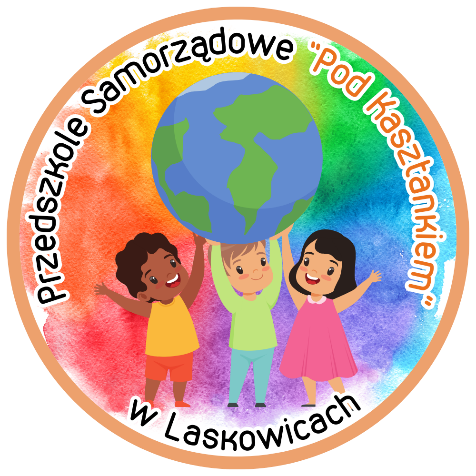 Przedszkole Samorządowe "Pod Kasztankiem"
w Laskowicach